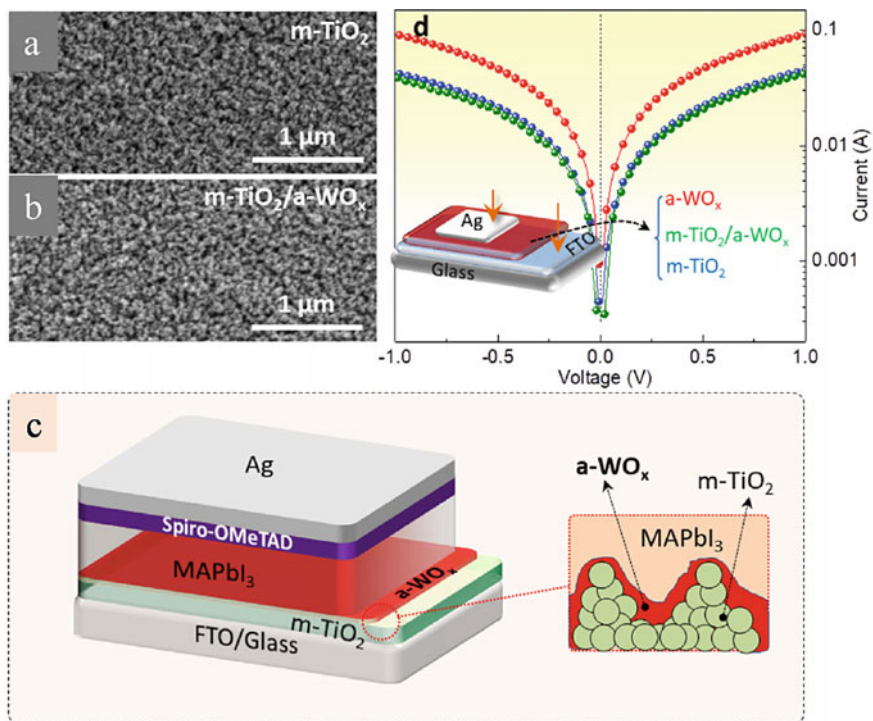 a
m-TiO₂
1 μm
b
m-TiO₂/a-WOₓ
1 μm
d
0.1
0.01
0.001
Current (A)
Ag
FTO
Glass
a-WOₓ
m-TiO₂/a-WOₓ
m-TiO₂
-1.0
-0.5
0.0
0.5
1.0
Voltage (V)
c
Ag
Spiro-OMeTAD
MAPbI₃
a-WOₓ
m-TiO₂
FTO/Glass
a-WOₓ
m-TiO₂
MAPbI₃